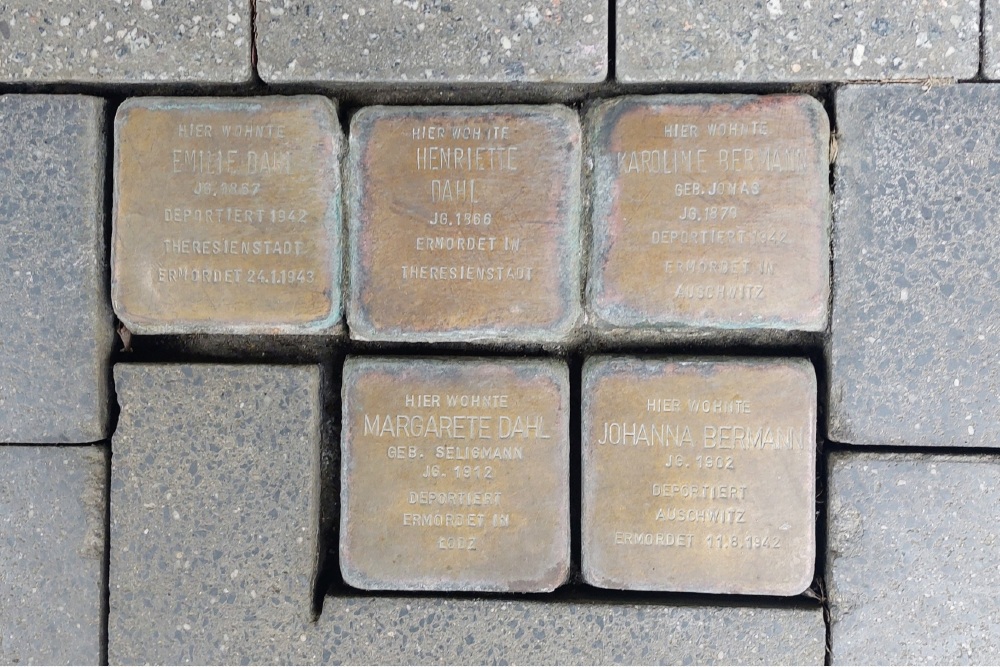 HIER WOHNTE
EMILIE DAHL
JG. 1867
DEPORTIERT 1942
THERESIENSTADT
ERMORDET 24.1.1943
HIER WOHNTE
HENRIETTE
DAHL
JG. 1866
ERMORDET IN
THERESIENSTADT
HIER WOHNTE
KAROLINE BERMANN
GEB. JONAS
JG. 1879
DEPORTIERT 1942
ERMORDET IN
AUSCHWITZ
HIER WOHNTE
MARGARETE DAHL
GEB. SELIGMANN
JG. 1912
DEPORTIERT
ERMORDET IN
LODZ
HIER WOHNTE
JOHANNA BERMANN
JG. 1902
DEPORTIERT
AUSCHWITZ
ERMORDET 11.8.1942